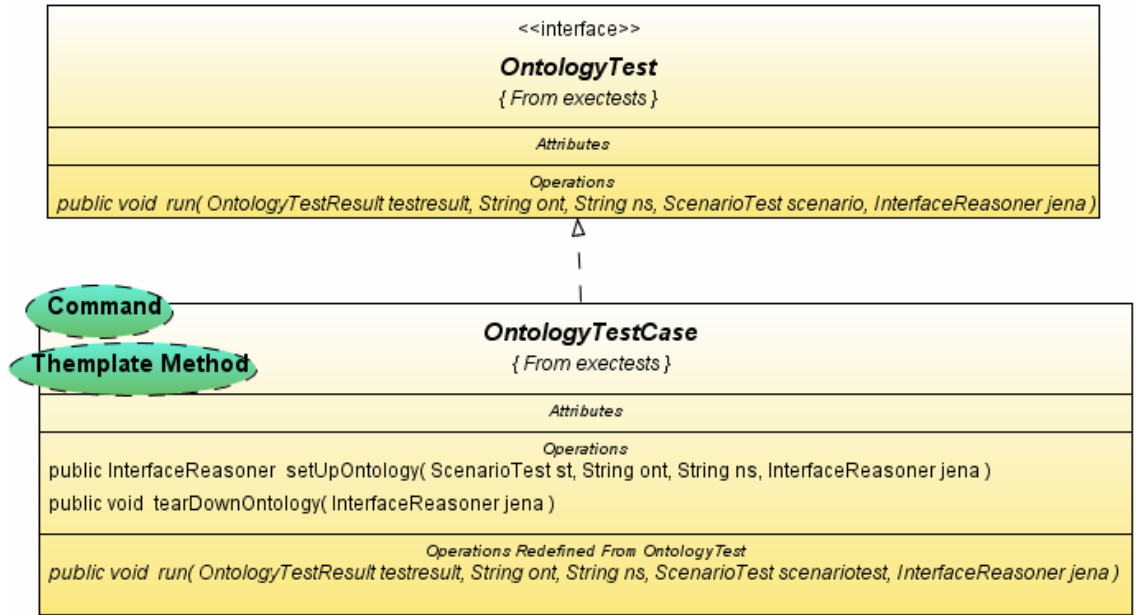 <<interface>>
OntologyTest
{ From exectests }
Attributes
Operations
public void run( OntologyTestResult testresult, String ont, String ns, ScenarioTest scenario, InterfaceReasoner jena )
Command
OntologyTestCase
Themplate Method
{ From exectests }
Attributes
Operations
public InterfaceReasoner setUpOntology( ScenarioTest st, String ont, String ns, InterfaceReasoner jena )
public void tearDownOntology( InterfaceReasoner jena )
Operations Redefined From OntologyTest
public void run( OntologyTestResult testresult, String ont, String ns, ScenarioTest scenariotest, InterfaceReasoner jena )